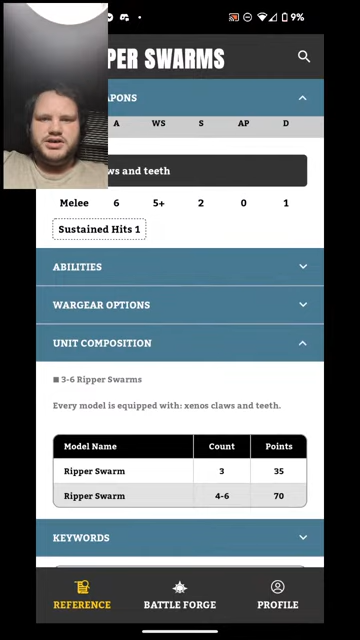 9%
PER SWARMS
APONS
A WS S AP D
ws and teeth
Melee 6 5+ 2 0 1
Sustained Hits 1
ABILITIES
WARGEAR OPTIONS
UNIT COMPOSITION
■ 3-6 Ripper Swarms
Every model is equipped with: xenos claws and teeth.
Model Name Count Points
Ripper Swarm 3 35
Ripper Swarm 4-6 70
KEYWORDS
REFERENCE BATTLE FORGE PROFILE